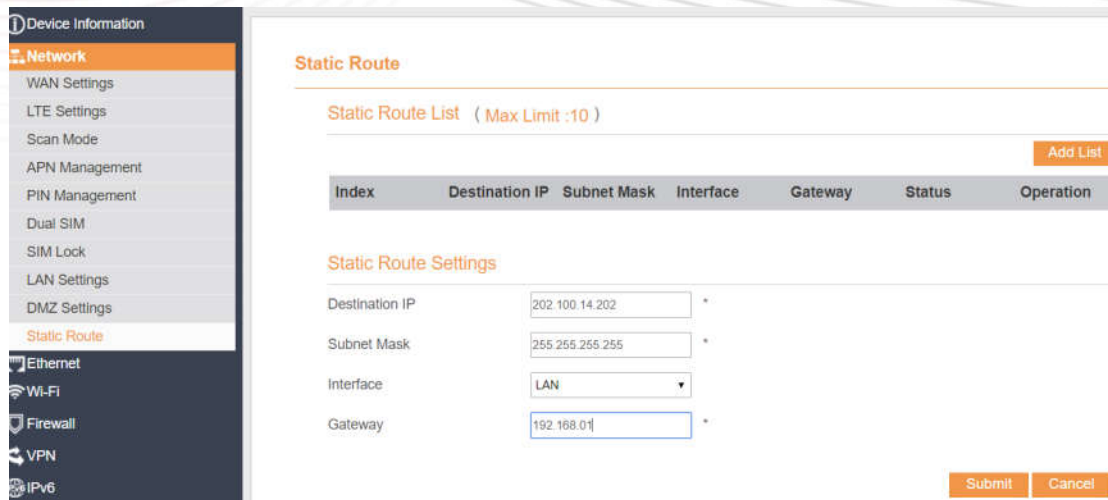 Device Information
Network
WAN Settings
LTE Settings
Scan Mode
APN Management
PIN Management
Dual SIM
SIM Lock
LAN Settings
DMZ Settings
Static Route
Ethernet
Wi-Fi
Firewall
VPN
IPv6
Static Route
Static Route List ( Max Limit :10 )
Add List
Index Destination IP Subnet Mask Interface Gateway Status Operation
Static Route Settings
Destination IP 202.100.14.202 *
Subnet Mask 255.255.255.255 *
Interface LAN
Gateway 192.168.01 *
Submit Cancel